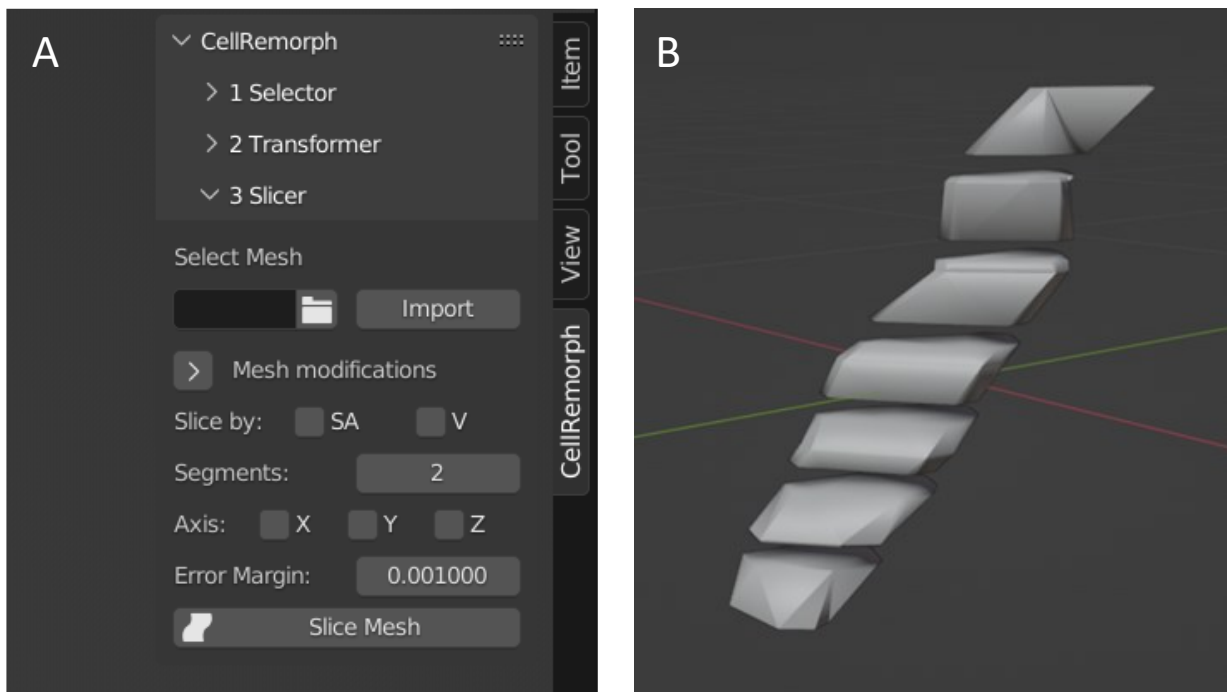 A
CellRemorph
1 Selector
2 Transformer
3 Slicer
Select Mesh
Import
Mesh modifications
Slice by: SA V
Segments: 2
Axis: X Y Z
Error Margin: 0.001000
Slice Mesh
Item
Tool
View
CellRemorph
B